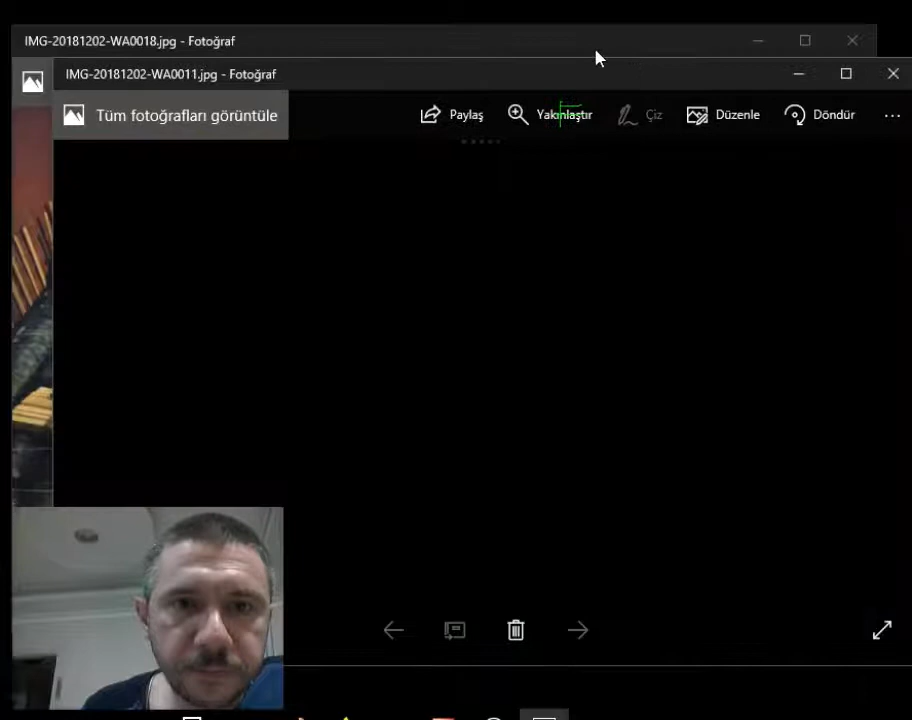 IMG-20181202-WA0018.jpg - Fotoğraf
IMG-20181202-WA0011.jpg - Fotoğraf
Tüm fotoğrafları görüntüle
Paylaş
Yakınlaştır
Çiz
Düzenle
Döndür